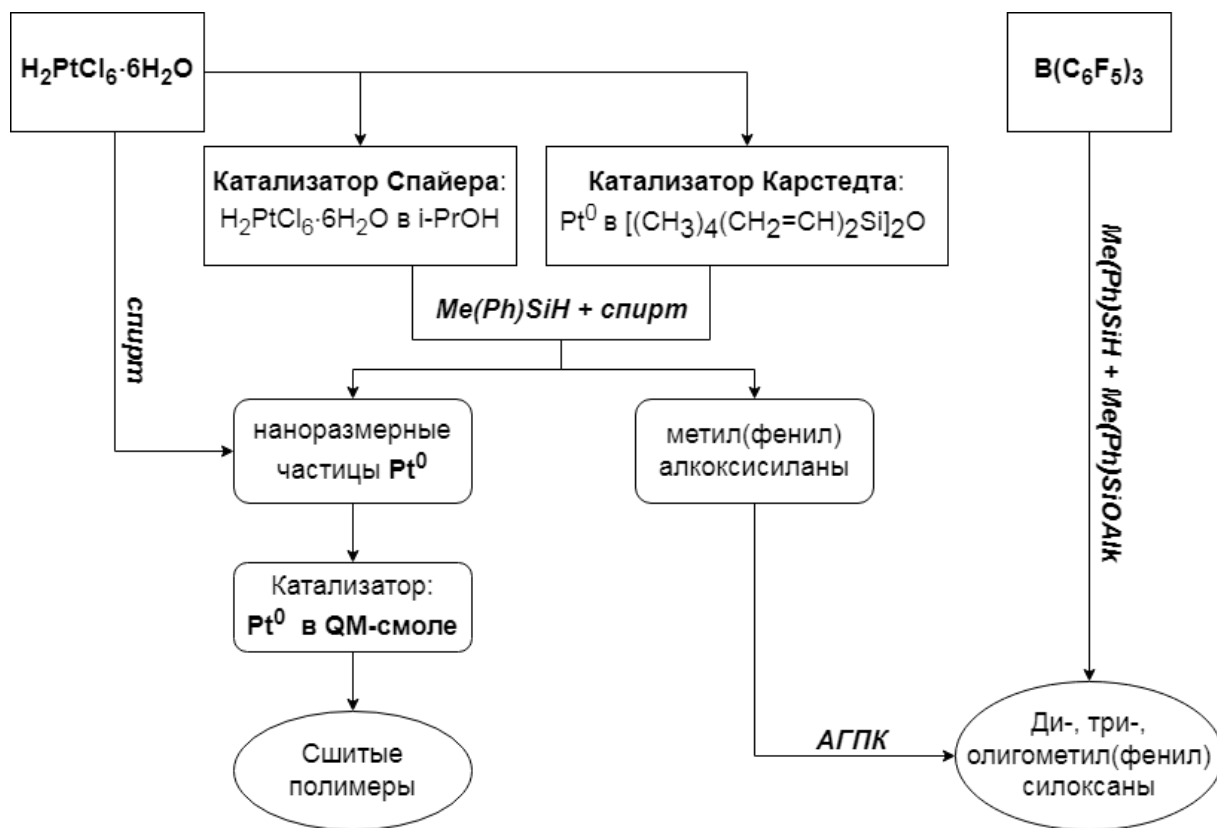 H₂PtCl₆·6H₂O
B(C₆F₅)₃
Катализатор Спайера:
H₂PtCl₆·6H₂O в i-PrOH
Катализатор Карстедта:
Pt⁰ в [(CH₃)₄(CH₂=CH)₂Si]₂O
спирт
Me(Ph)SiH + спирт
Me(Ph)SiH + Me(Ph)SiOAlk
наноразмерные
частицы Pt⁰
метил(фенил)
алкоксисиланы
Катализатор:
Pt⁰ в QM-смоле
Сшитые
полимеры
АГПК
Ди-, три-,
олигометил(фенил)
силоксаны